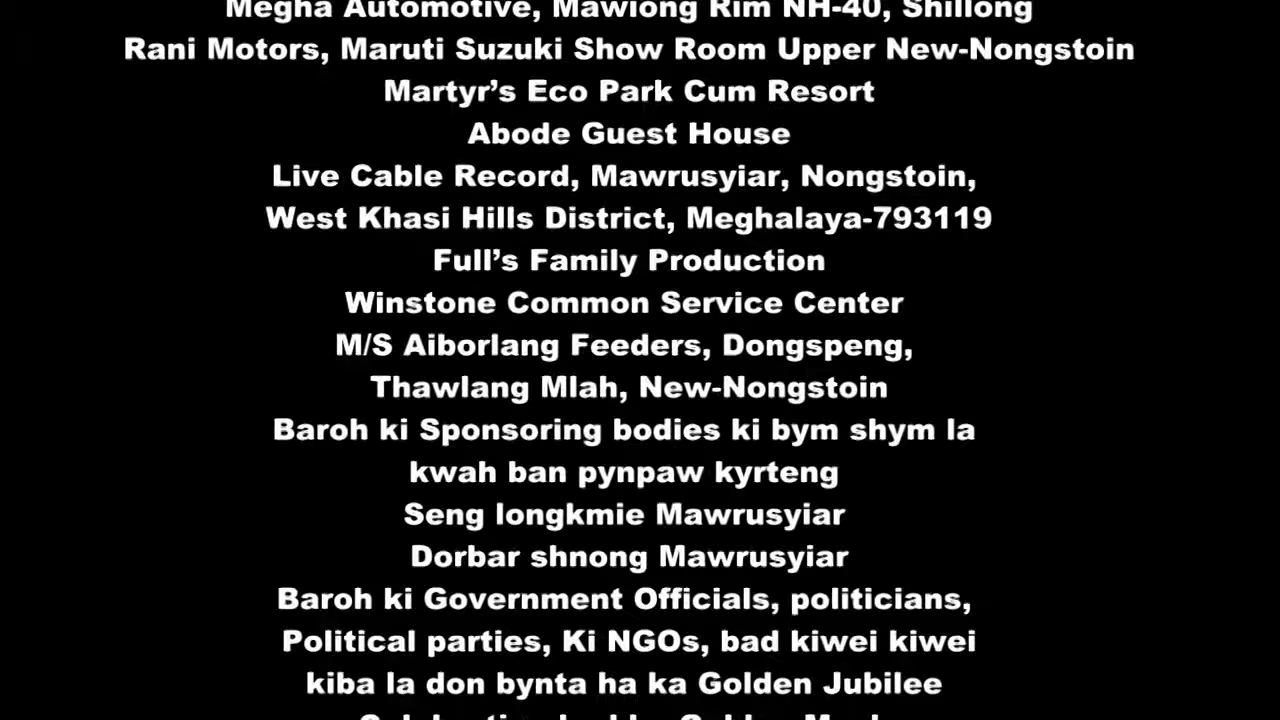 Megha Automotive, Mawiong Rim NH-40, Shillong
Rani Motors, Maruti Suzuki Show Room Upper New-Nongstoin
Martyr’s Eco Park Cum Resort
Abode Guest House
Live Cable Record, Mawrusyiar, Nongstoin,
West Khasi Hills District, Meghalaya-793119
Full’s Family Production
Winstone Common Service Center
M/S Aiborlang Feeders, Dongspeng,
Thawlang Mlah, New-Nongstoin
Baroh ki Sponsoring bodies ki bym shym la
kwah ban pynpaw kyrteng
Seng longkmie Mawrusyiar
Dorbar shnong Mawrusyiar
Baroh ki Government Officials, politicians,
Political parties, Ki NGOs, bad kiwei kiwei
kiba la don bynta ha ka Golden Jubilee